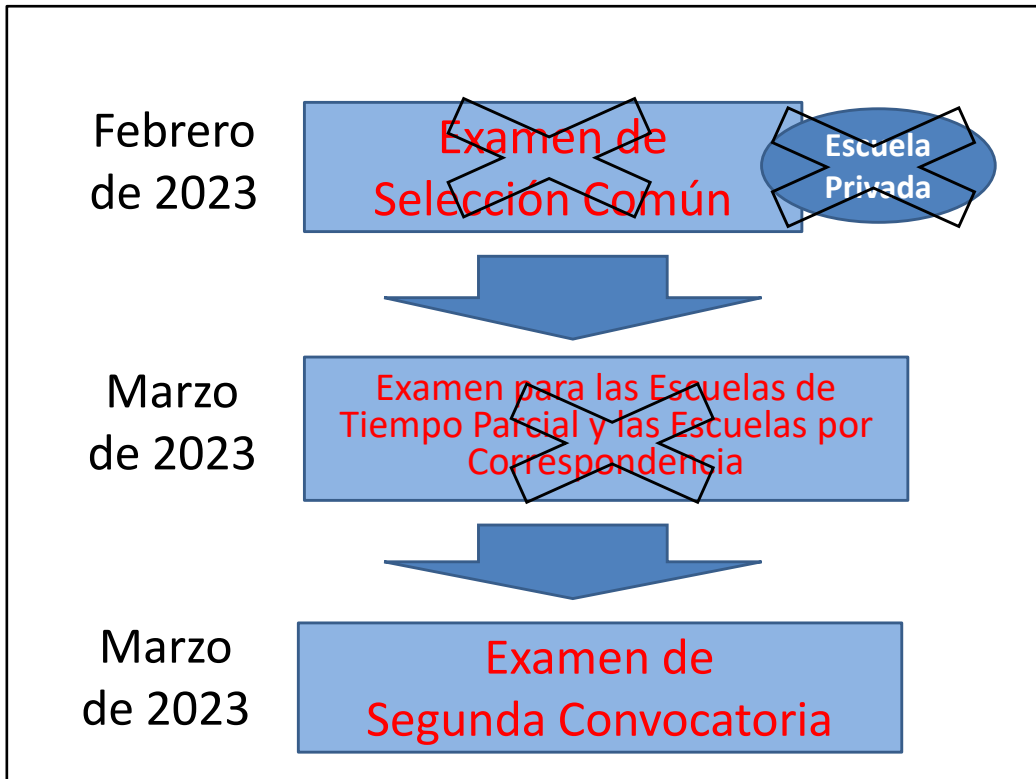 Febrero
de 2023
Examen de
Selección Común
Escuela
Privada
Marzo
de 2023
Examen para las Escuelas de
Tiempo Parcial y las Escuelas por
Correspondencia
Marzo
de 2023
Examen de
Segunda Convocatoria